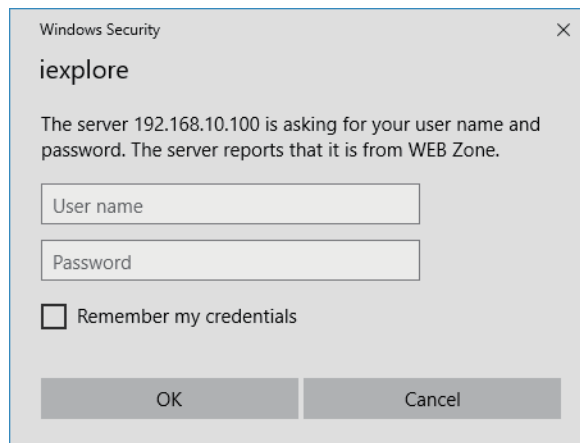 Windows Security
iexplore
The server 192.168.10.100 is asking for your user name and
password. The server reports that it is from WEB Zone.
User name
Password
Remember my credentials
OK
Cancel